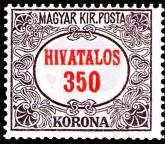 MAGYAR KIR. POSTA
HIVATALOS
350
KORONA